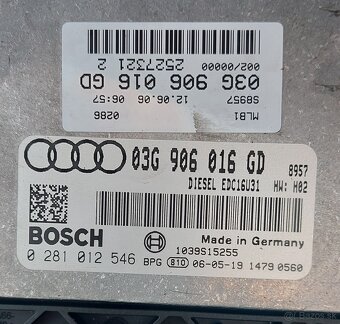 0286
MLB1
12.06.06 06:57
S8957
03G 906 016 GD
2527321 2
002/00000
03G 906 016 GD 8957
DIESEL EDC16U31 HW: H02
BOSCH
Made in Germany
1039S15255
0 281 012 546 BPG 810 06-05-19 1479 0560